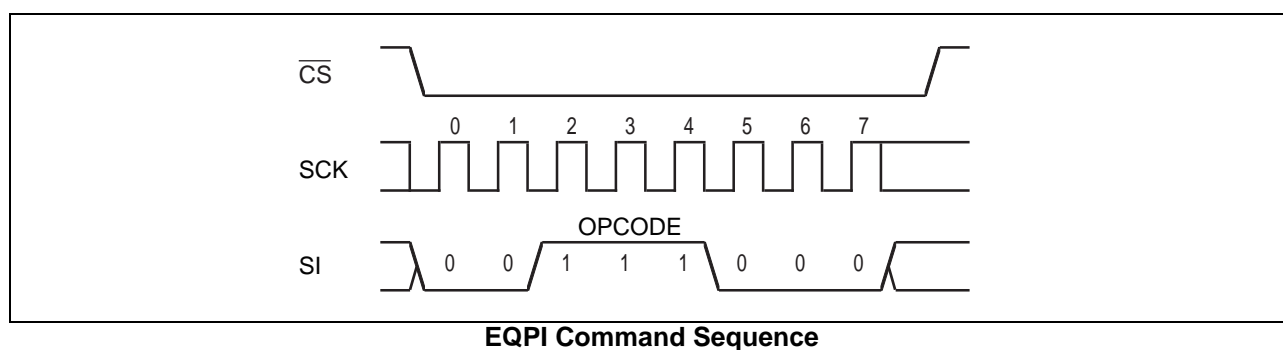 CS
0 1 2 3 4 5 6 7
SCK
OPCODE
SI
0 0 1 1 1 0 0 0
EQPI Command Sequence